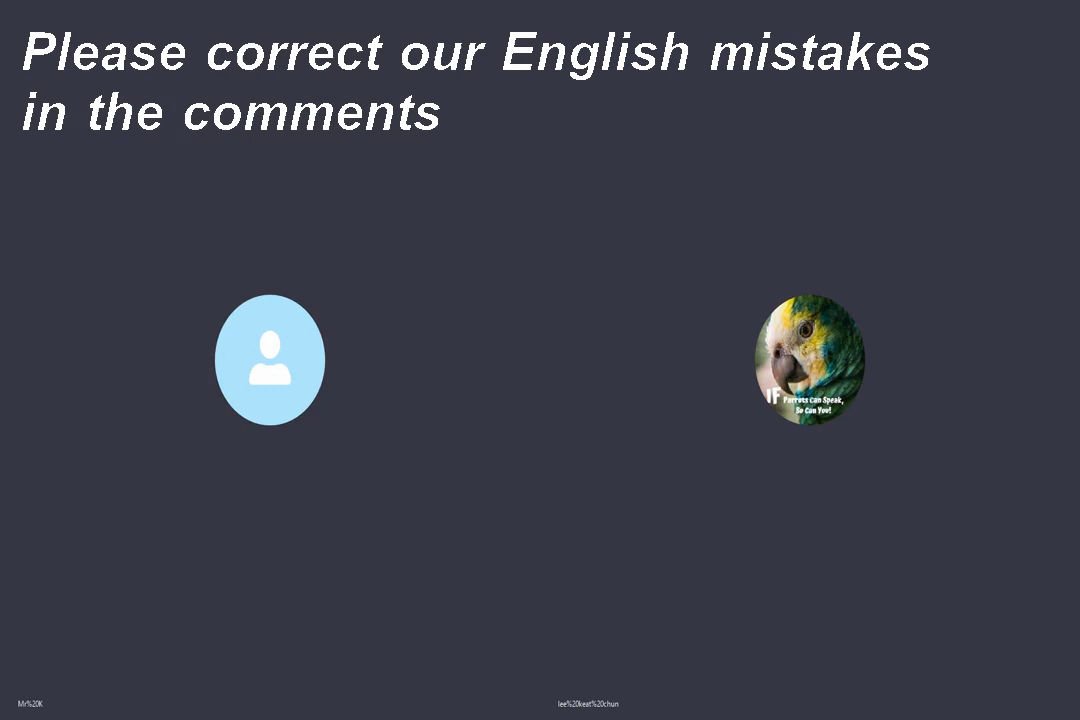 Please correct our English mistakes
in the comments
IF Parrots Can Speak,
So Can You!
Mr%20K
lee%20keat%20chun